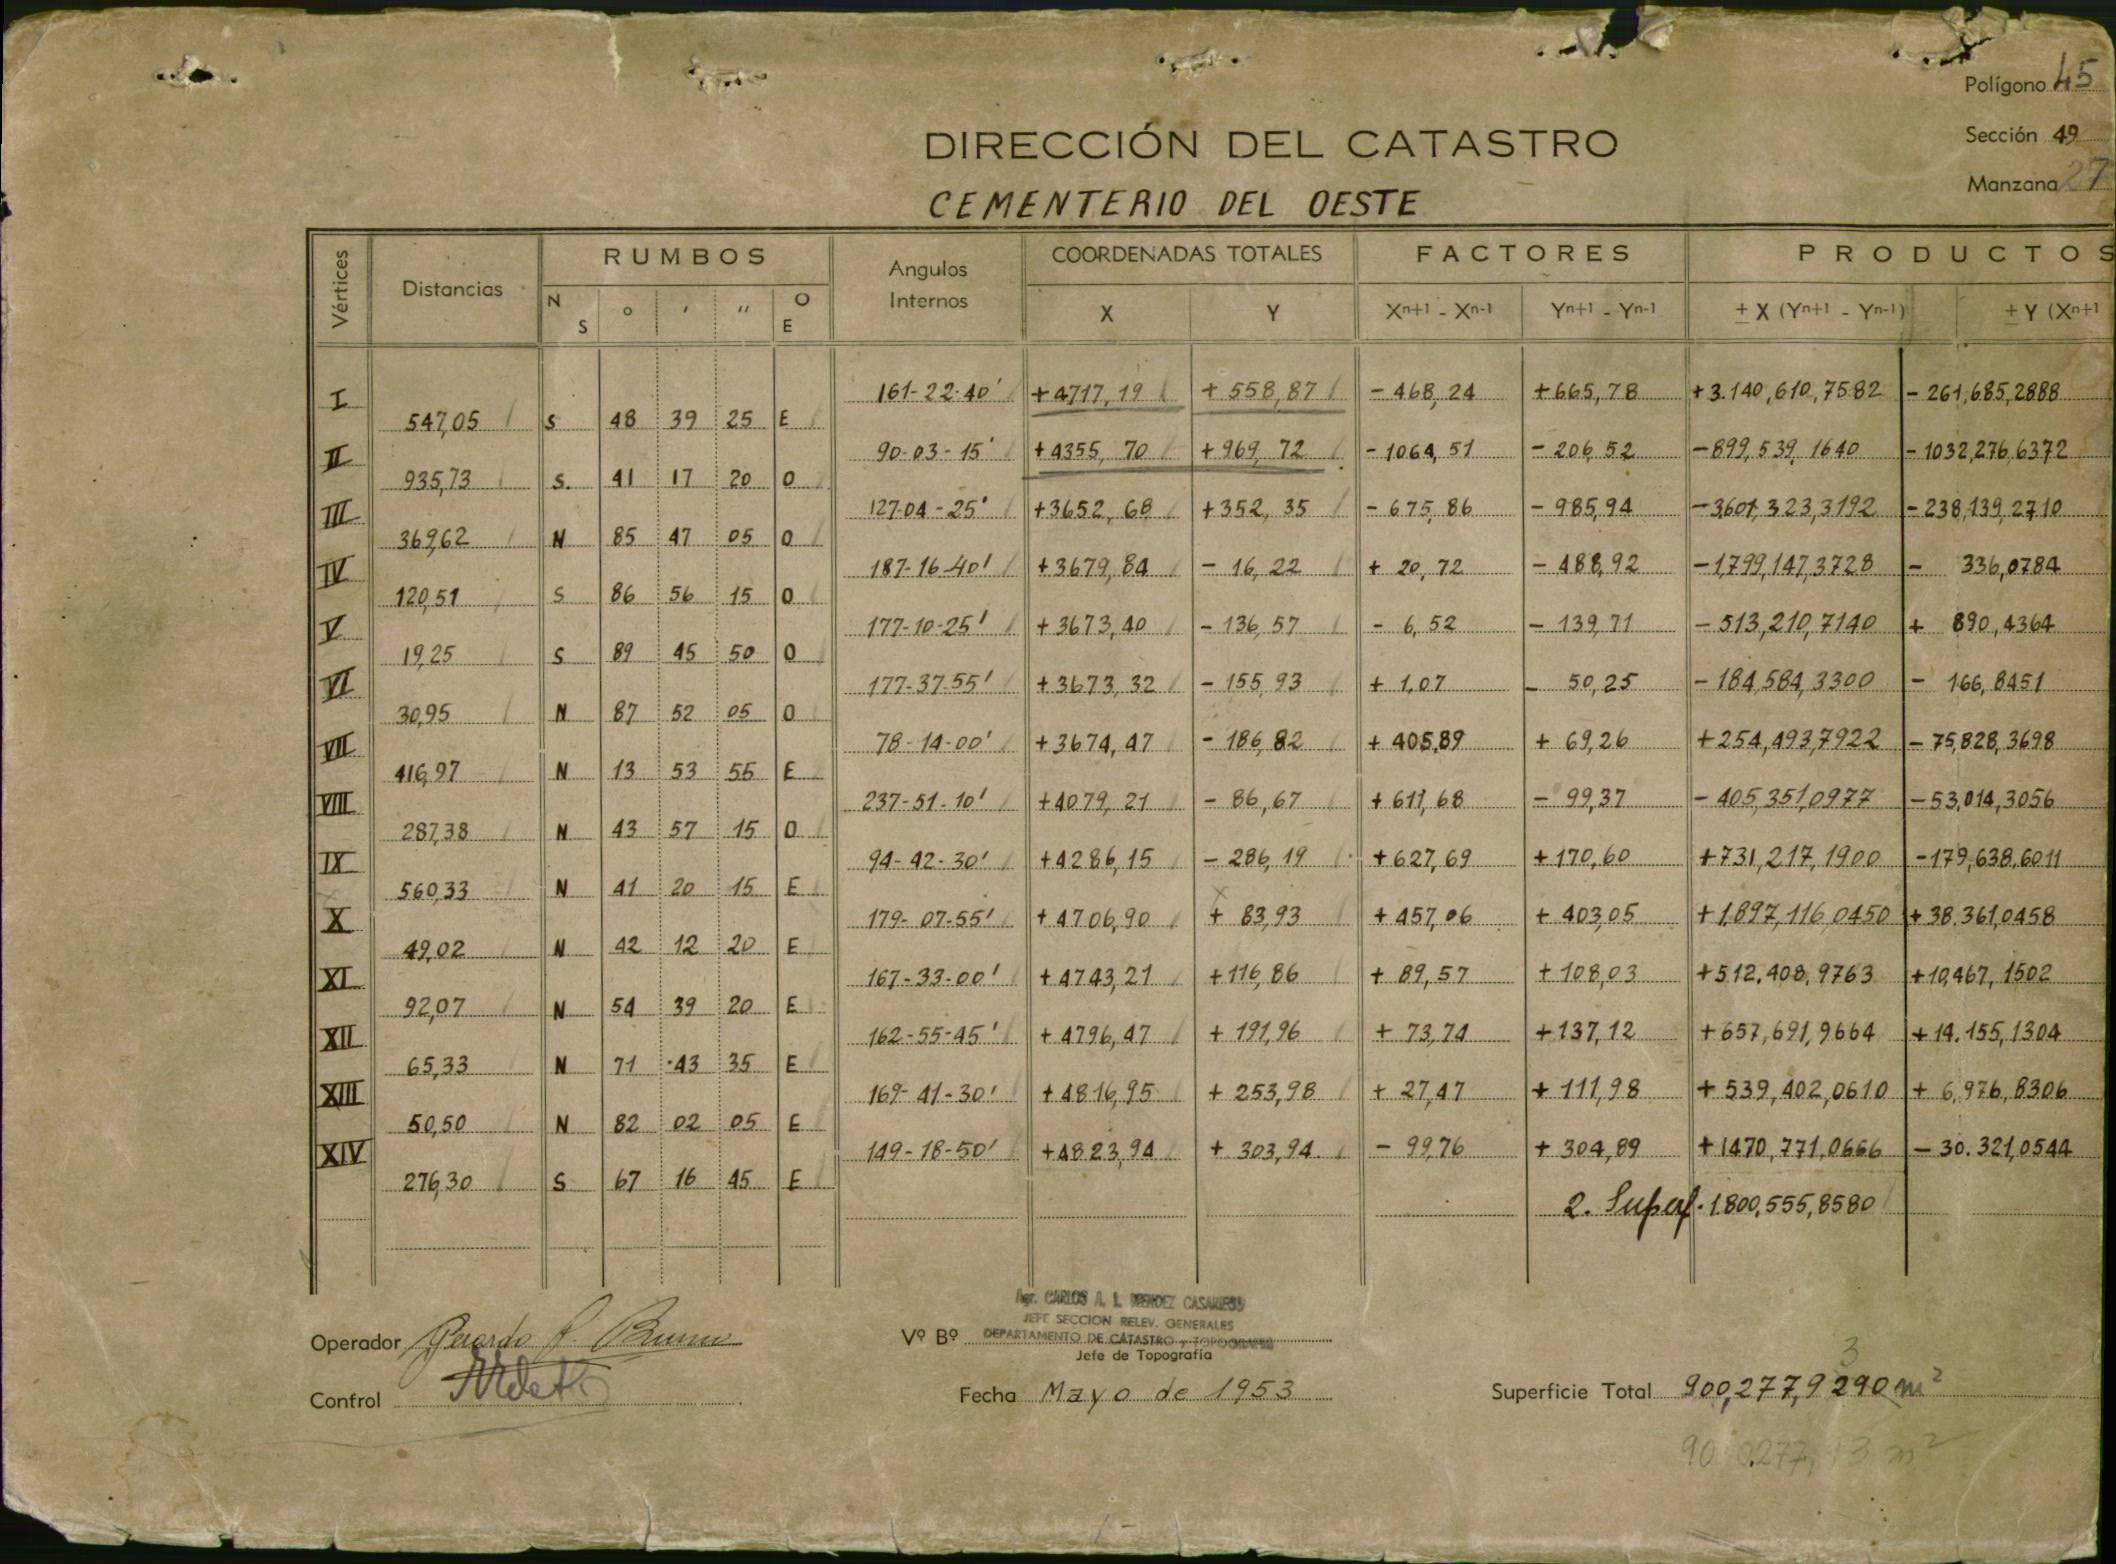 Polígono 45
DIRECCIÓN DEL CATASTRO
Sección 49
CEMENTERIO DEL OESTE
Manzana 27
Vértices Distancias RUMBOS Angulos Internos COORDENADAS TOTALES FACTORES PRODUCTOS
N S ° ' '' O E X Y Xn+1 - Xn-1 Yn+1 - Yn-1 ± X (Yn+1 - Yn-1) ± Y (Xn+1
I 161-22-40' +4717,19 + 558,87 - 468,24 +665,78 +3.140,610,7582 - 261,685,2888
547,05 S 48 39 25 E
II 90-03-15' +4355,70 +969,72 - 1064,51 - 206,52 -899,539,1640 - 1032,276,6372
935,73 S. 41 17 20 O
III 127-04-25' +3652,68 +352,35 - 675,86 - 985,94 -3601,323,3192 - 238,139,2710
369,62 N 85 47 05 O
IV 187-16-40' +3679,84 - 16,22 + 20,72 - 488,92 -1,799,147,3728 - 336,0784
120,51 S 86 56 15 O
V 177-10-25' +3673,40 - 136,57 - 6,52 - 139,71 - 513,210,7140 + 890,4364
19,25 S 89 45 50 O
VI 177-37-55' +3673,32 - 155,93 + 1,07 - 50,25 - 184,584,3300 - 166,8451
30,95 N 87 52 05 O
VII 78-14-00' +3674,47 - 186,82 + 405,89 + 69,26 +254,493,7922 - 75,828,3698
416,97 N 13 53 55 E
VIII 237-51-10' +4079,21 - 86,67 + 611,68 - 99,37 - 405,351,0977 - 53,014,3056
287,38 N 43 57 15 O
IX 94-42-30' +4286,15 - 286,19 + 627,69 + 170,60 +731,217,1900 - 179,638,6011
560,33 N 41 20 15 E
X 179-07-55' + 4706,90 + 83,93 + 457,06 + 403,05 +1.897,116,0450 + 38.361,0458
49,02 N 42 12 20 E
XI 167-33-00' +4743,21 +116,86 + 89,57 + 108,03 +512,408,9763 + 10,467,1502
92,07 N 54 39 20 E
XII 162-55-45' + 4796,47 + 191,96 + 73,74 +137,12 +657,691,9664 + 14.155,1304
65,33 N 71 43 35 E
XIII 169-41-30' +4816,95 + 253,98 + 27,47 + 111,98 + 539,402,0610 + 6,976,8306
50,50 N 82 02 05 E
XIV 149-18-50' +4823,94 + 303,94 - 99,76 + 304,89 +1470,771,0666 - 30.321,0544
276,30 S 67 16 45 E
2. Superf. 1.800,555,8580
Agr. CARLOS A. L. MENDEZ CASARIEGO
JEFE SECCION RELEV. GENERALES
DEPARTAMENTO DE CATASTRO y TOPOGRAFIA
Operador Gerardo Vº Bº
Jefe de Topografía
3
Control Fecha Mayo de 1953 Superficie Total 900,277,9290 m²
900.277,13 m²